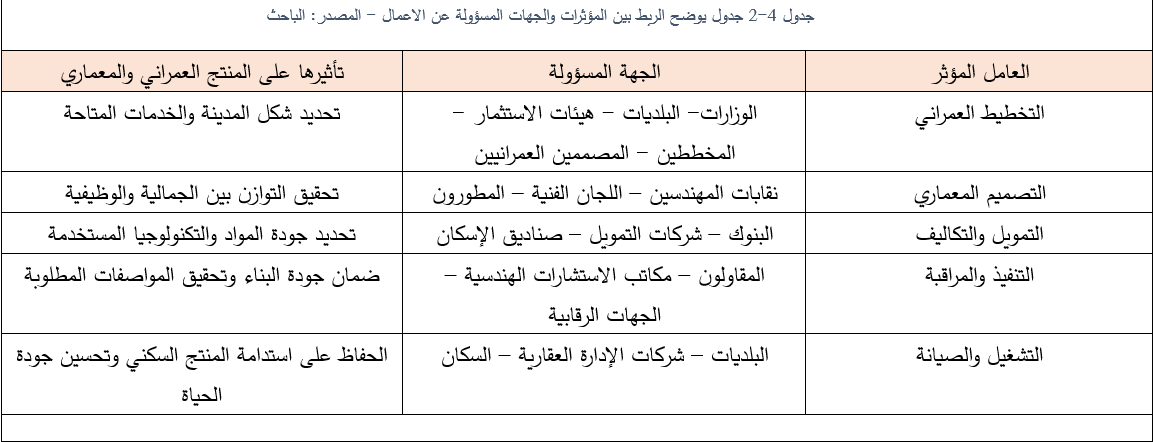 جدول 4-2 جدول يوضح الربط بين المؤثرات والجهات المسؤولة عن الاعمال – المصدر: الباحث
العامل المؤثر
الجهة المسؤولة
تأثيرها على المنتج العمراني والمعماري
التخطيط العمراني
الوزارات– البلديات – هيئات الاستثمار –
المخططين – المصممين العمرانيين
تحديد شكل المدينة والخدمات المتاحة
التصميم المعماري
نقابات المهندسين – اللجان الفنية – المطورون
تحقيق التوازن بين الجمالية والوظيفية
التمويل والتكاليف
البنوك – شركات التمويل – صناديق الإسكان
تحديد جودة المواد والتكنولوجيا المستخدمة
التنفيذ والمراقبة
المقاولون – مكاتب الاستشارات الهندسية –
الجهات الرقابية
ضمان جودة البناء وتحقيق المواصفات المطلوبة
التشغيل والصيانة
البلديات – شركات الإدارة العقارية – السكان
الحفاظ على استدامة المنتج السكني وتحسين جودة
الحياة